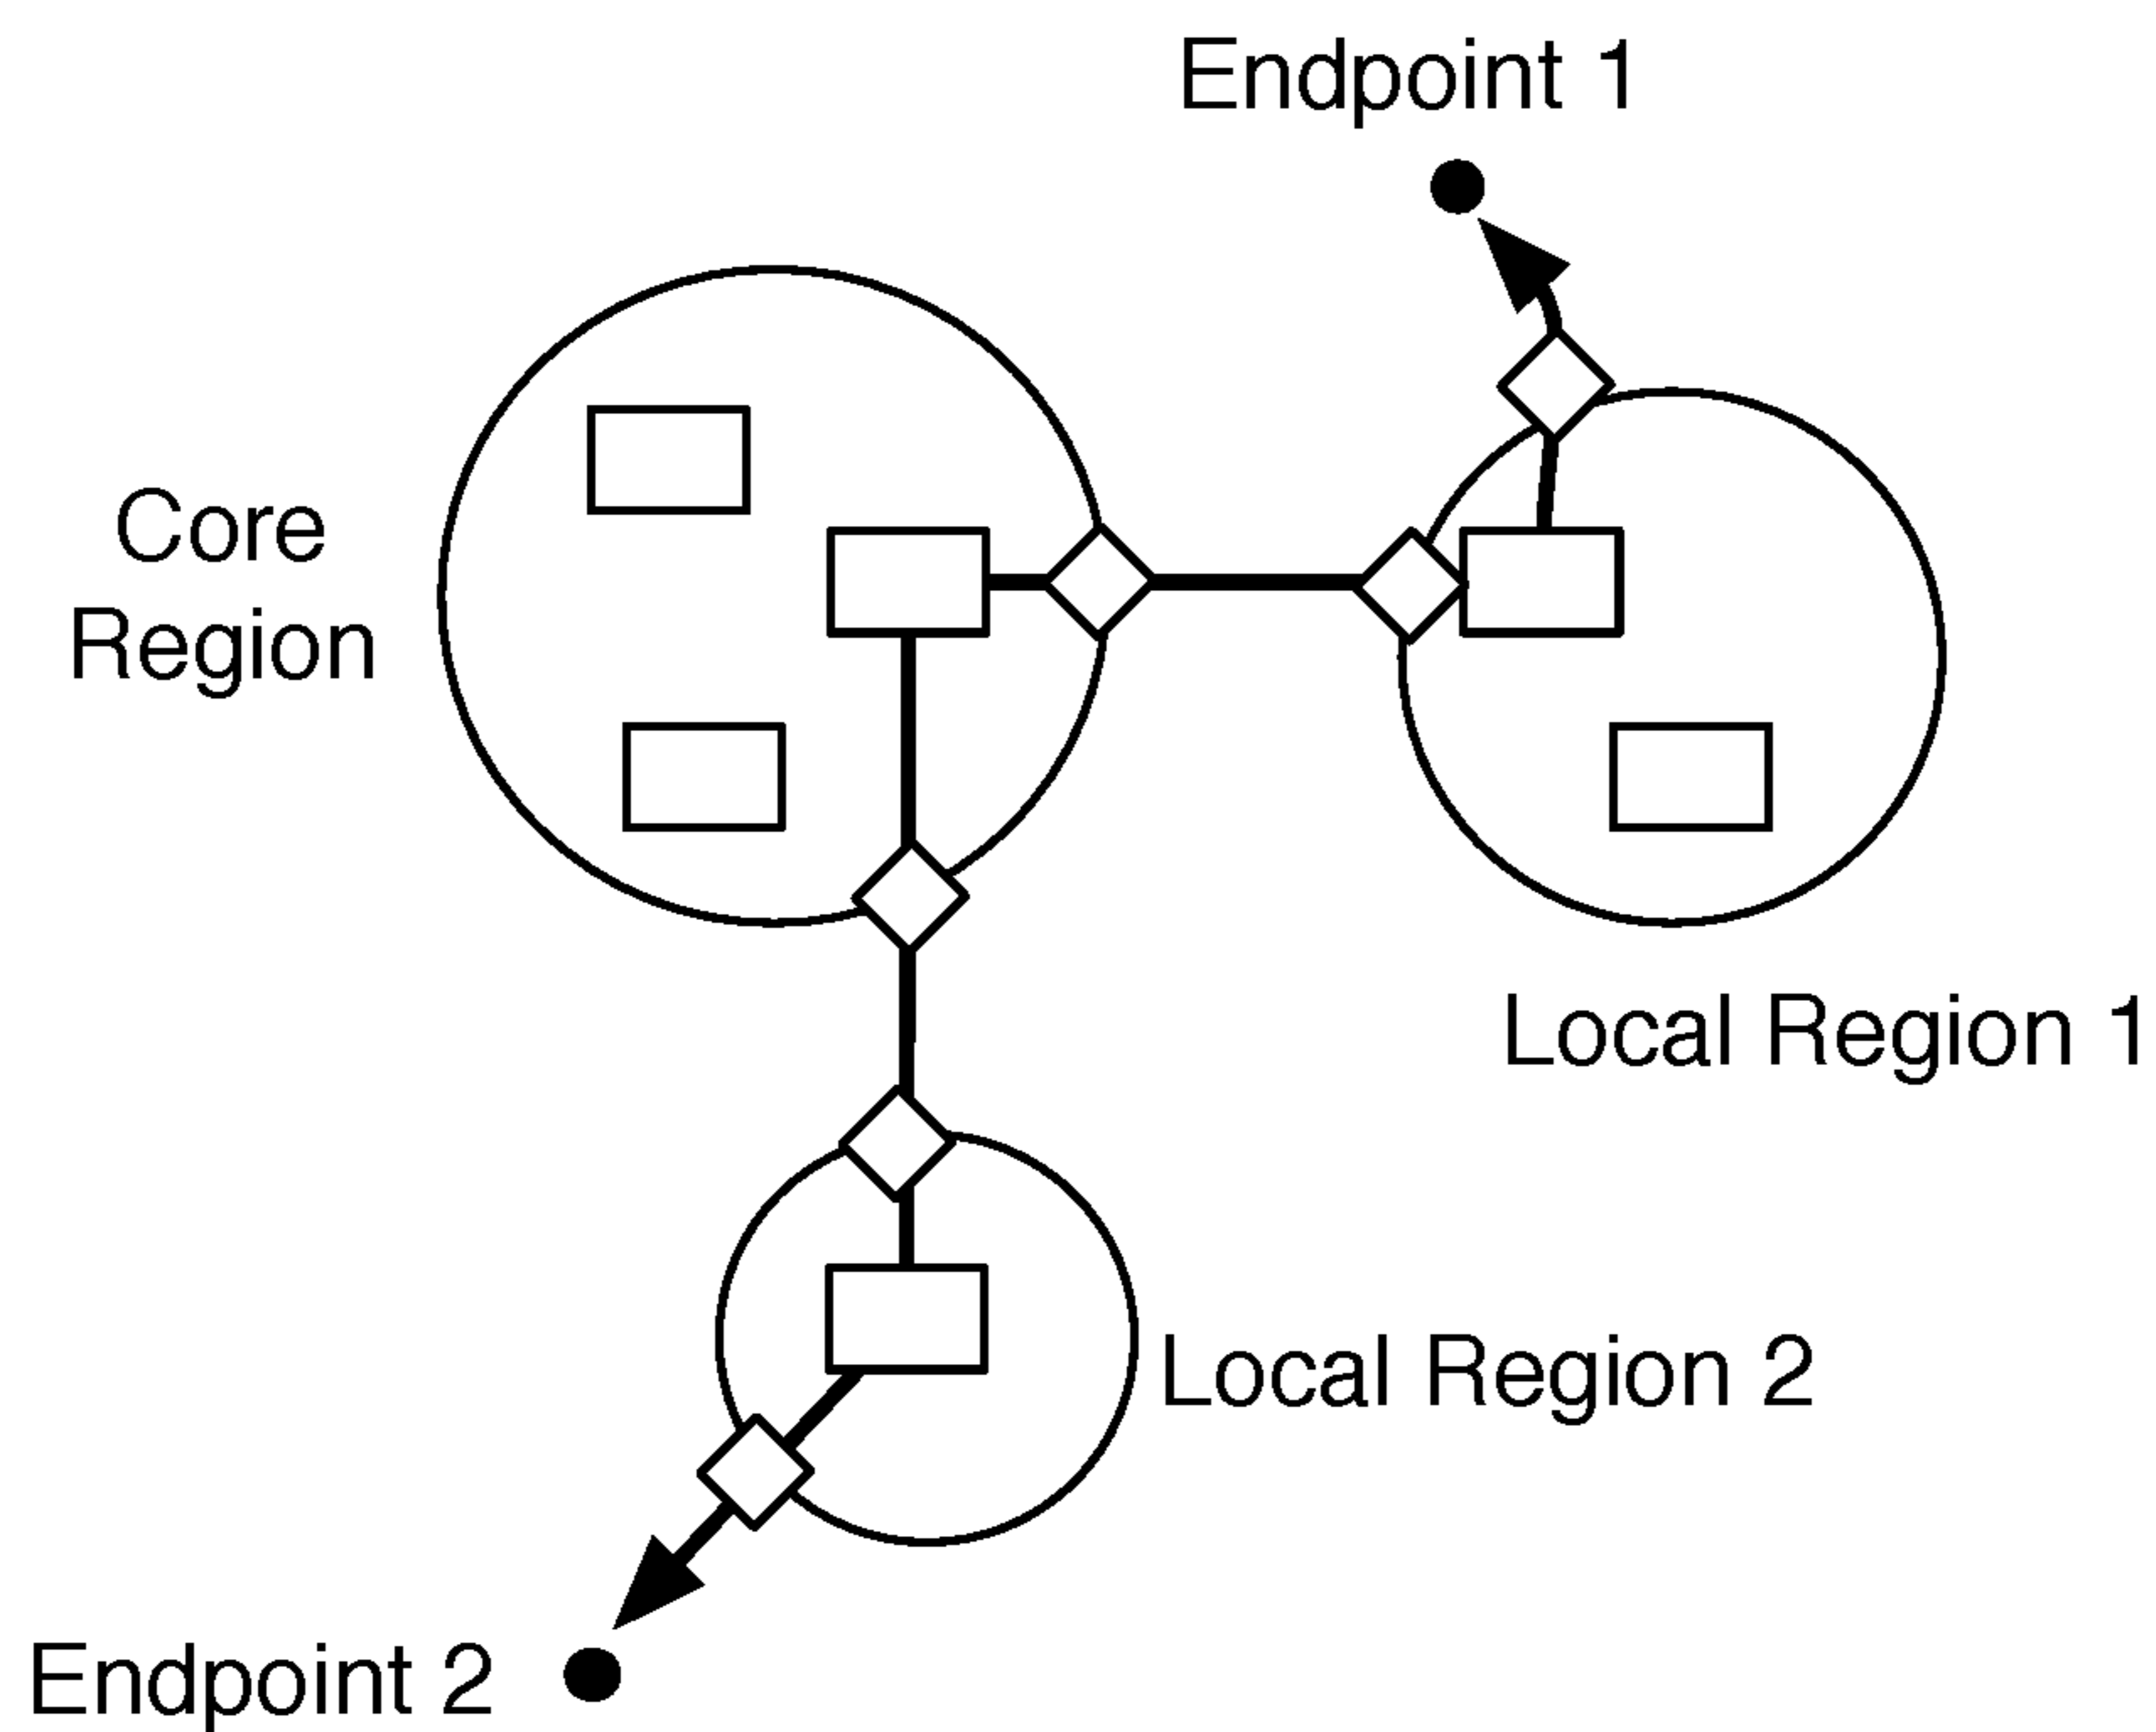 Endpoint 1
Core
Region
Local Region 1
Local Region 2
Endpoint 2